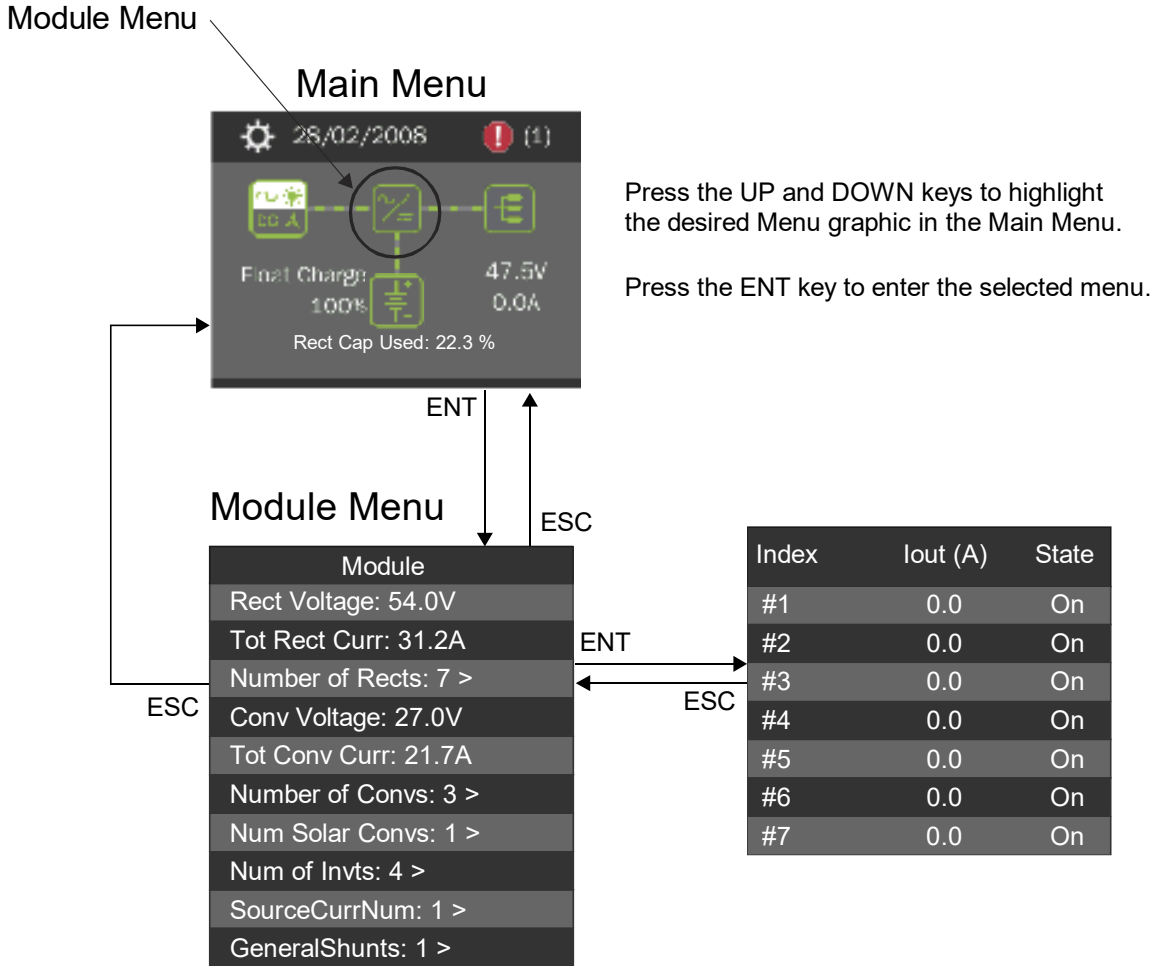 Module Menu
Main Menu
28/02/2008 (1)
DC
Float Charge 47.5V
100% 0.0A
Rect Cap Used: 22.3 %
Press the UP and DOWN keys to highlight
the desired Menu graphic in the Main Menu.
Press the ENT key to enter the selected menu.
ENT
ESC
Module Menu
Module
Rect Voltage: 54.0V
Tot Rect Curr: 31.2A
Number of Rects: 7 >
Conv Voltage: 27.0V
Tot Conv Curr: 21.7A
Number of Convs: 3 >
Num Solar Convs: 1 >
Num of Invts: 4 >
SourceCurrNum: 1 >
GeneralShunts: 1 >
ESC
ENT
ESC
Index Iout (A) State
#1 0.0 On
#2 0.0 On
#3 0.0 On
#4 0.0 On
#5 0.0 On
#6 0.0 On
#7 0.0 On